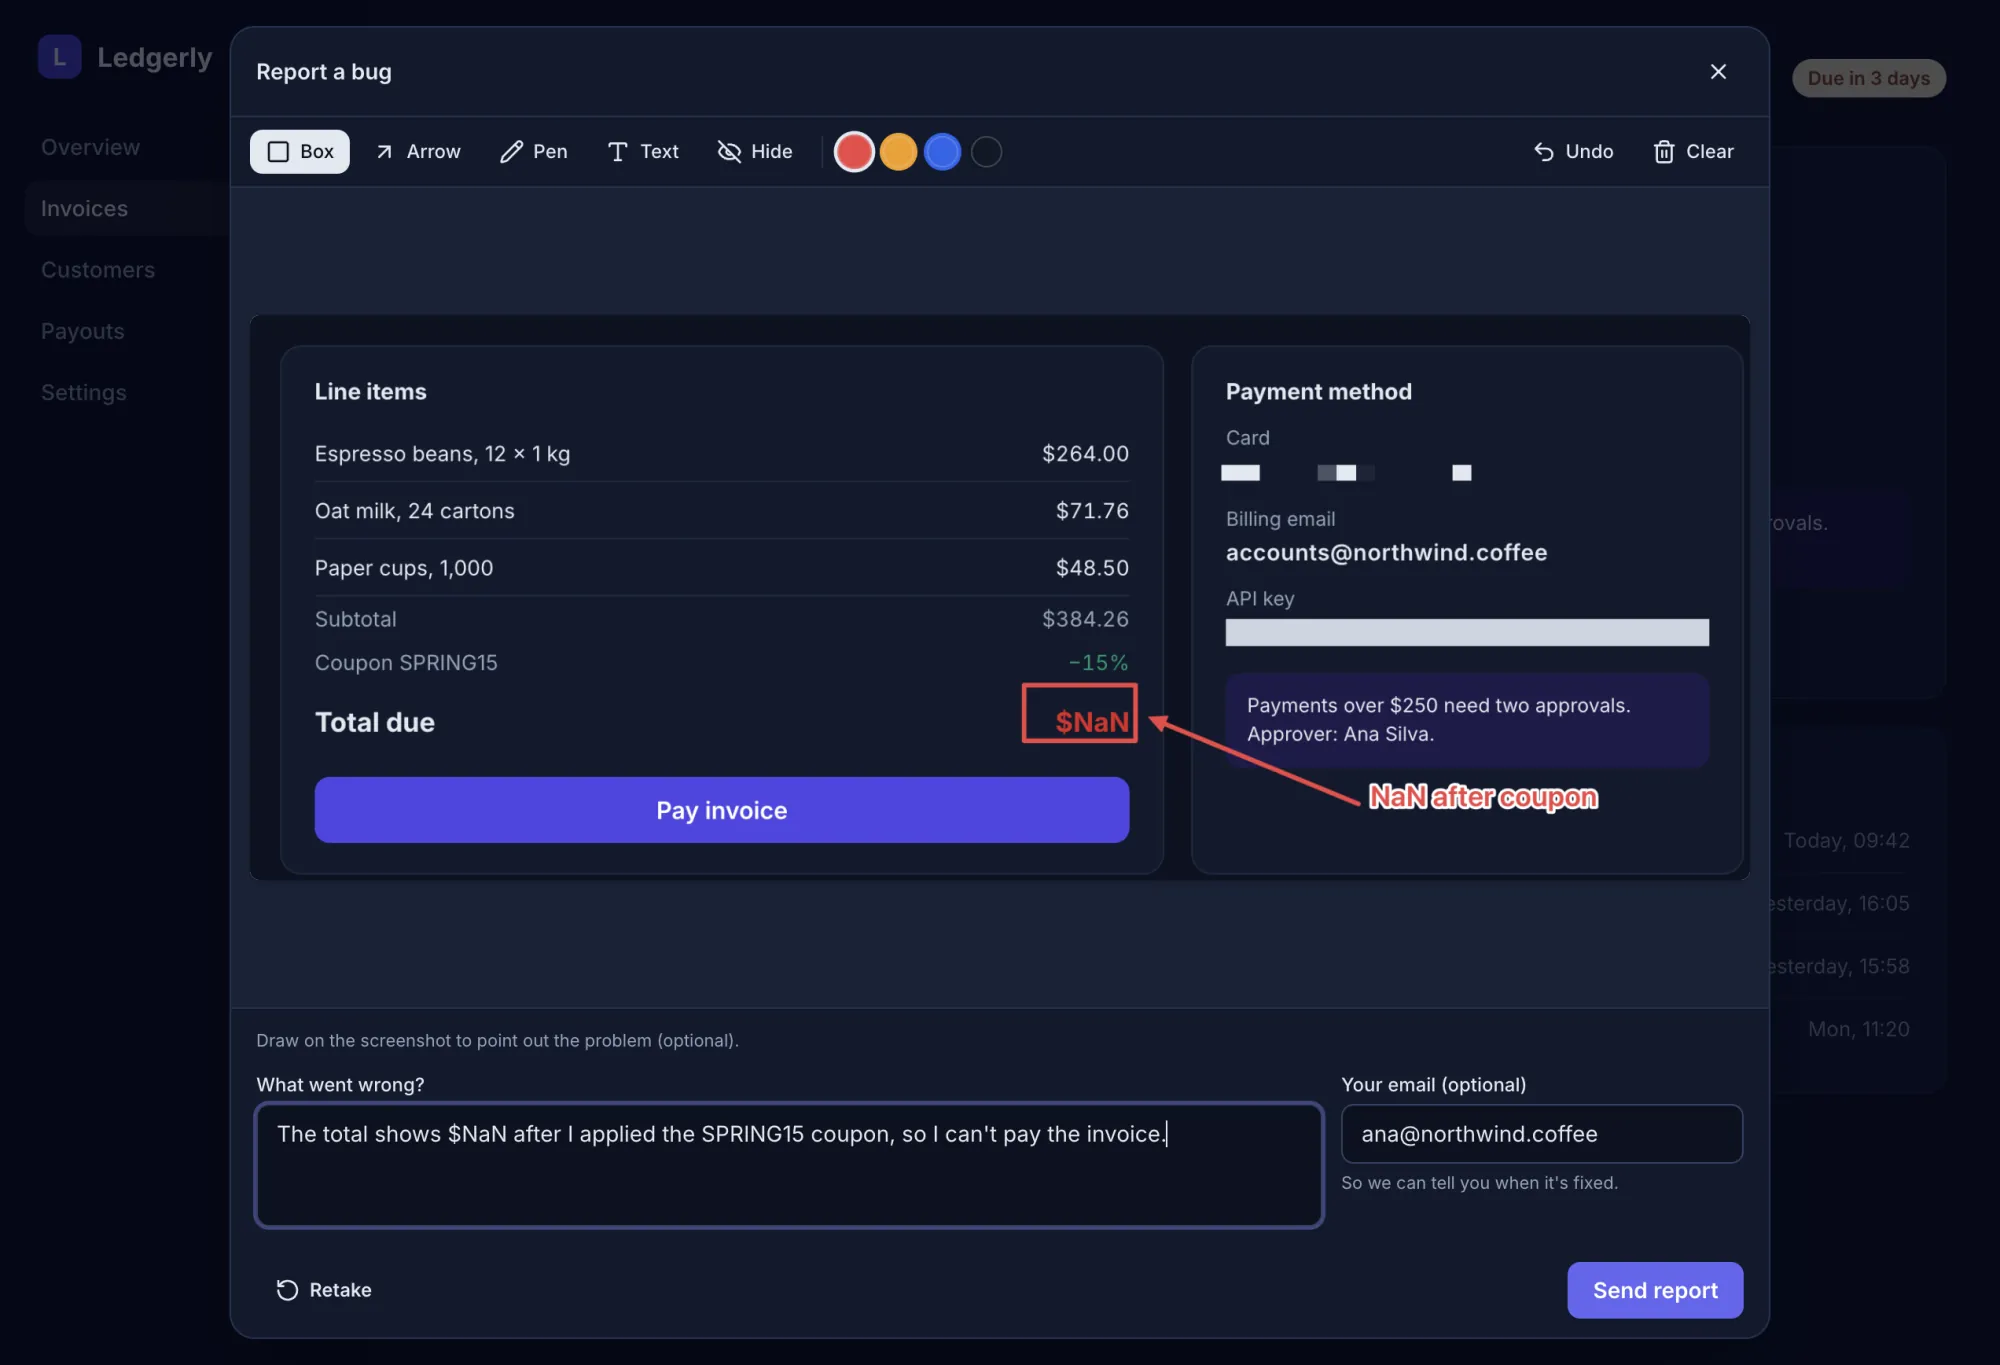 L Ledgerly
Overview
Invoices
Customers
Payouts
Settings
Report a bug
Due in 3 days
Box Arrow Pen Text Hide Undo Clear
Line items
Espresso beans, 12 × 1 kg $264.00
Oat milk, 24 cartons $71.76
Paper cups, 1,000 $48.50
Subtotal $384.26
Coupon SPRING15 −15%
Total due $NaN
Pay invoice
Payment method
Card
Billing email
accounts@northwind.coffee
API key
Payments over $250 need two approvals.
Approver: Ana Silva.
NaN after coupon
Today, 09:42
16:05
15:58
Mon, 11:20
Draw on the screenshot to point out the problem (optional).
What went wrong?
The total shows $NaN after I applied the SPRING15 coupon, so I can't pay the invoice.
Your email (optional)
ana@northwind.coffee
So we can tell you when it's fixed.
Retake
Send report